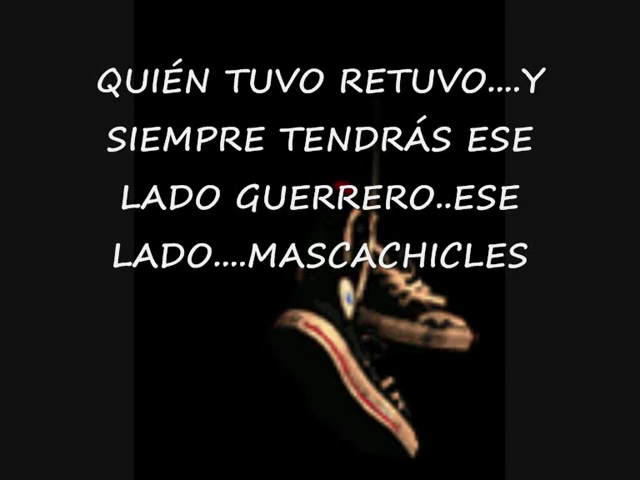 QUIÉN TUVO RETUVO....Y
SIEMPRE TENDRÁS ESE
LADO GUERRERO..ESE
LADO....MASCACHICLES